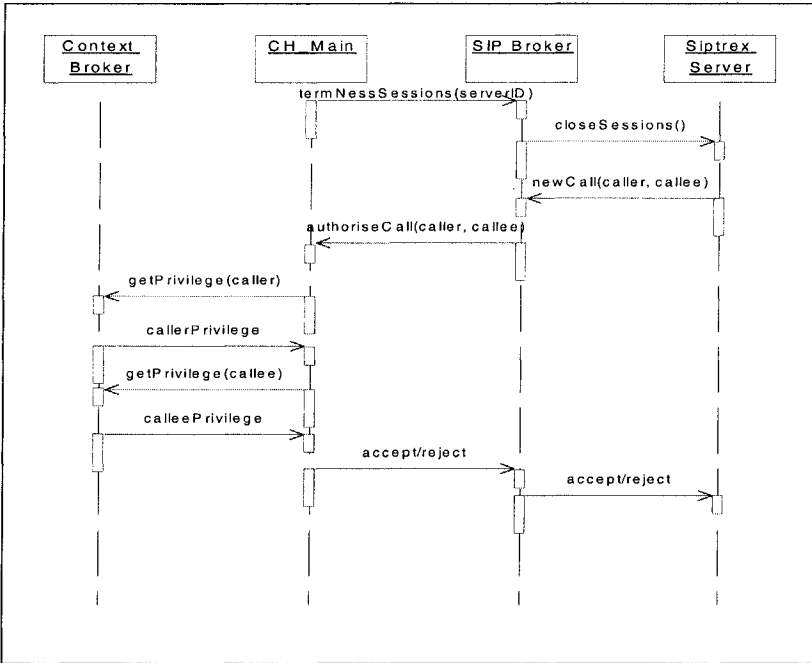 Context
Broker
CH_Main
SIP Broker
Siptrex
Server
termNessSessions(serverID)
closeSessions()
newCall(caller, callee)
authoriseCall(caller, callee)
getPrivilege(caller)
callerPrivilege
getPrivilege(callee)
calleePrivilege
accept/reject
accept/reject